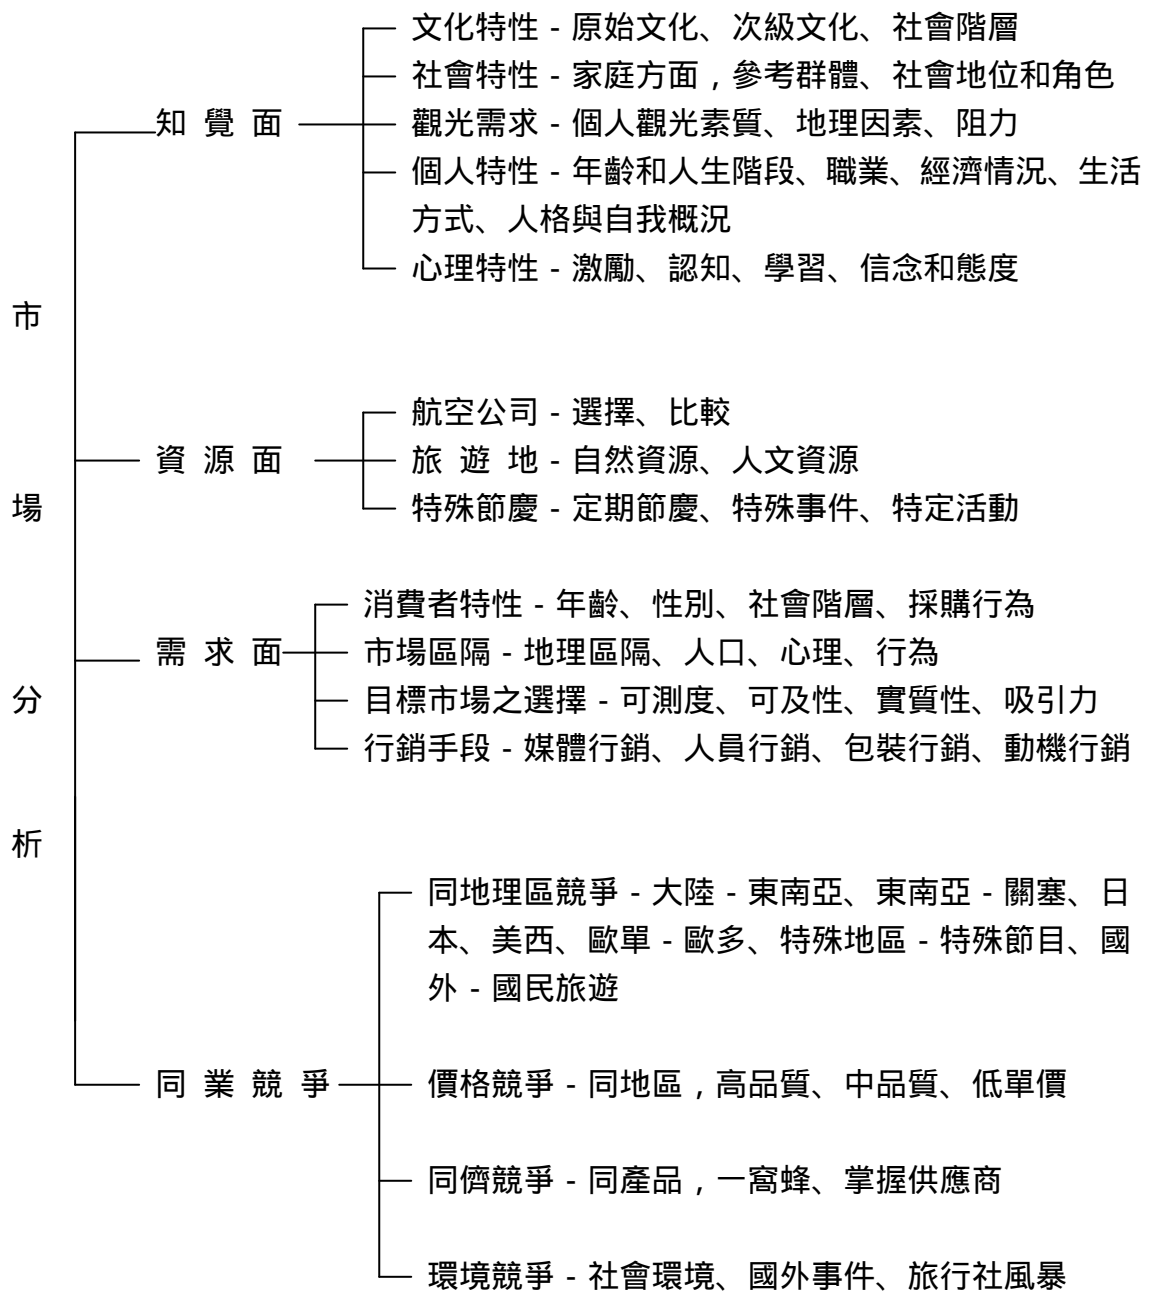 文化特性 - 原始文化、次級文化、社會階層
社會特性 - 家庭方面，參考群體、社會地位和角色
知覺面
觀光需求 - 個人觀光素質、地理因素、阻力
個人特性 - 年齡和人生階段、職業、經濟情況、生活
方式、人格與自我概況
心理特性 - 激勵、認知、學習、信念和態度
市場分析
航空公司 - 選擇、比較
資源面
旅遊地 - 自然資源、人文資源
特殊節慶 - 定期節慶、特殊事件、特定活動
消費者特性 - 年齡、性別、社會階層、採購行為
需求面
市場區隔 - 地理區隔、人口、心理、行為
目標市場之選擇 - 可測度、可及性、實質性、吸引力
行銷手段 - 媒體行銷、人員行銷、包裝行銷、動機行銷
同地理區競爭 - 大陸 - 東南亞、東南亞 - 關塞、日
本、美西、歐單 - 歐多、特殊地區 - 特殊節目、國
外 - 國民旅遊
同業競爭
價格競爭 - 同地區，高品質、中品質、低單價
同儕競爭 - 同產品，一窩蜂、掌握供應商
環境競爭 - 社會環境、國外事件、旅行社風暴